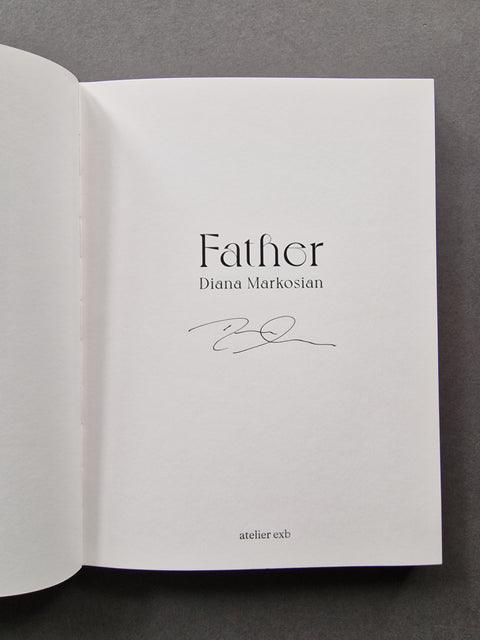 Father
Diana Markosian
atelier exb